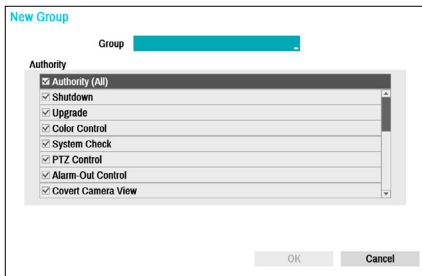 New Group
Group
Authority
Authority (All)
Shutdown
Upgrade
Color Control
System Check
PTZ Control
Alarm-Out Control
Covert Camera View
OK Cancel